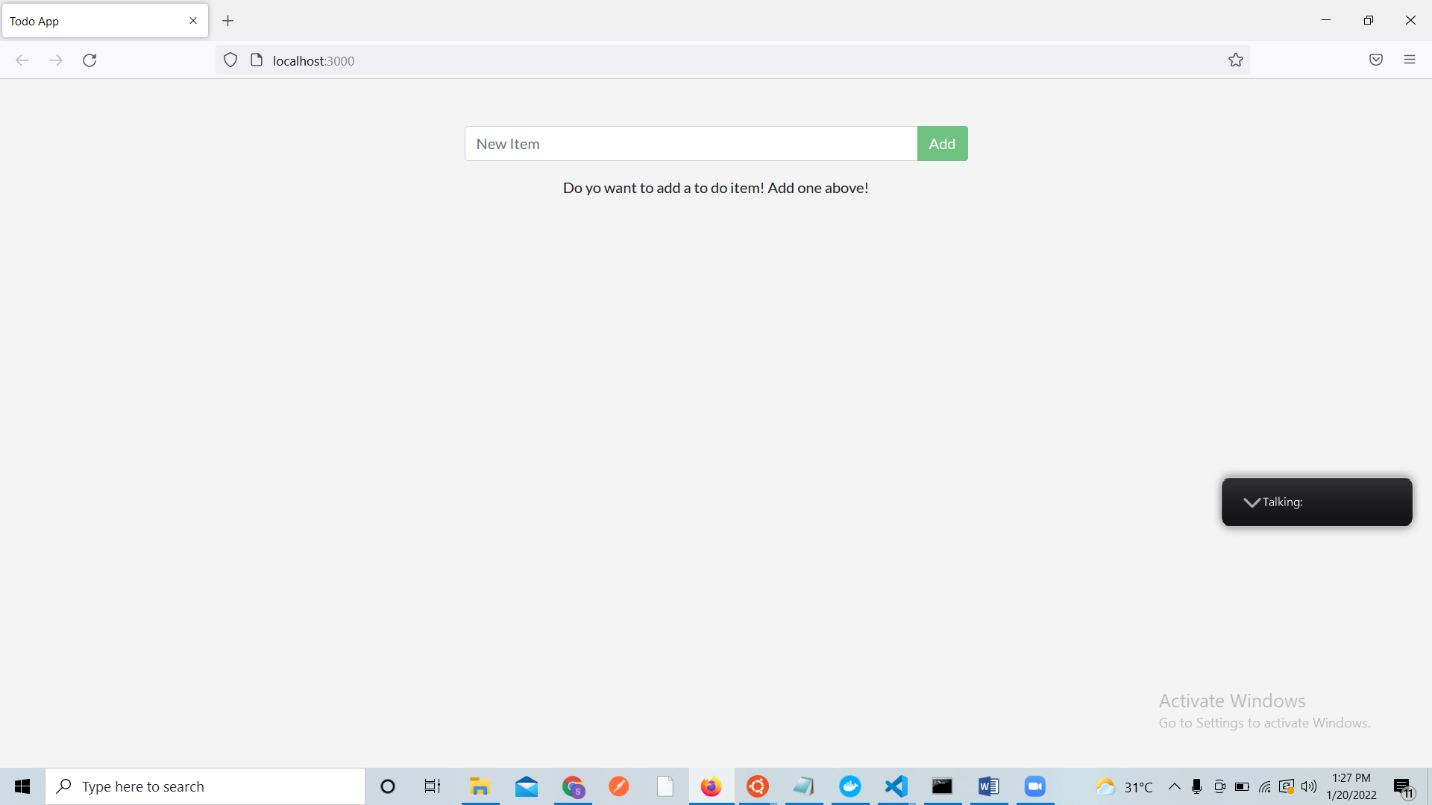 Todo App
localhost:3000
New Item
Add
Do yo want to add a to do item! Add one above!
Talking:
Activate Windows
Go to Settings to activate Windows.
Type here to search
S
W
31°C
1:27 PM
1/20/2022
11